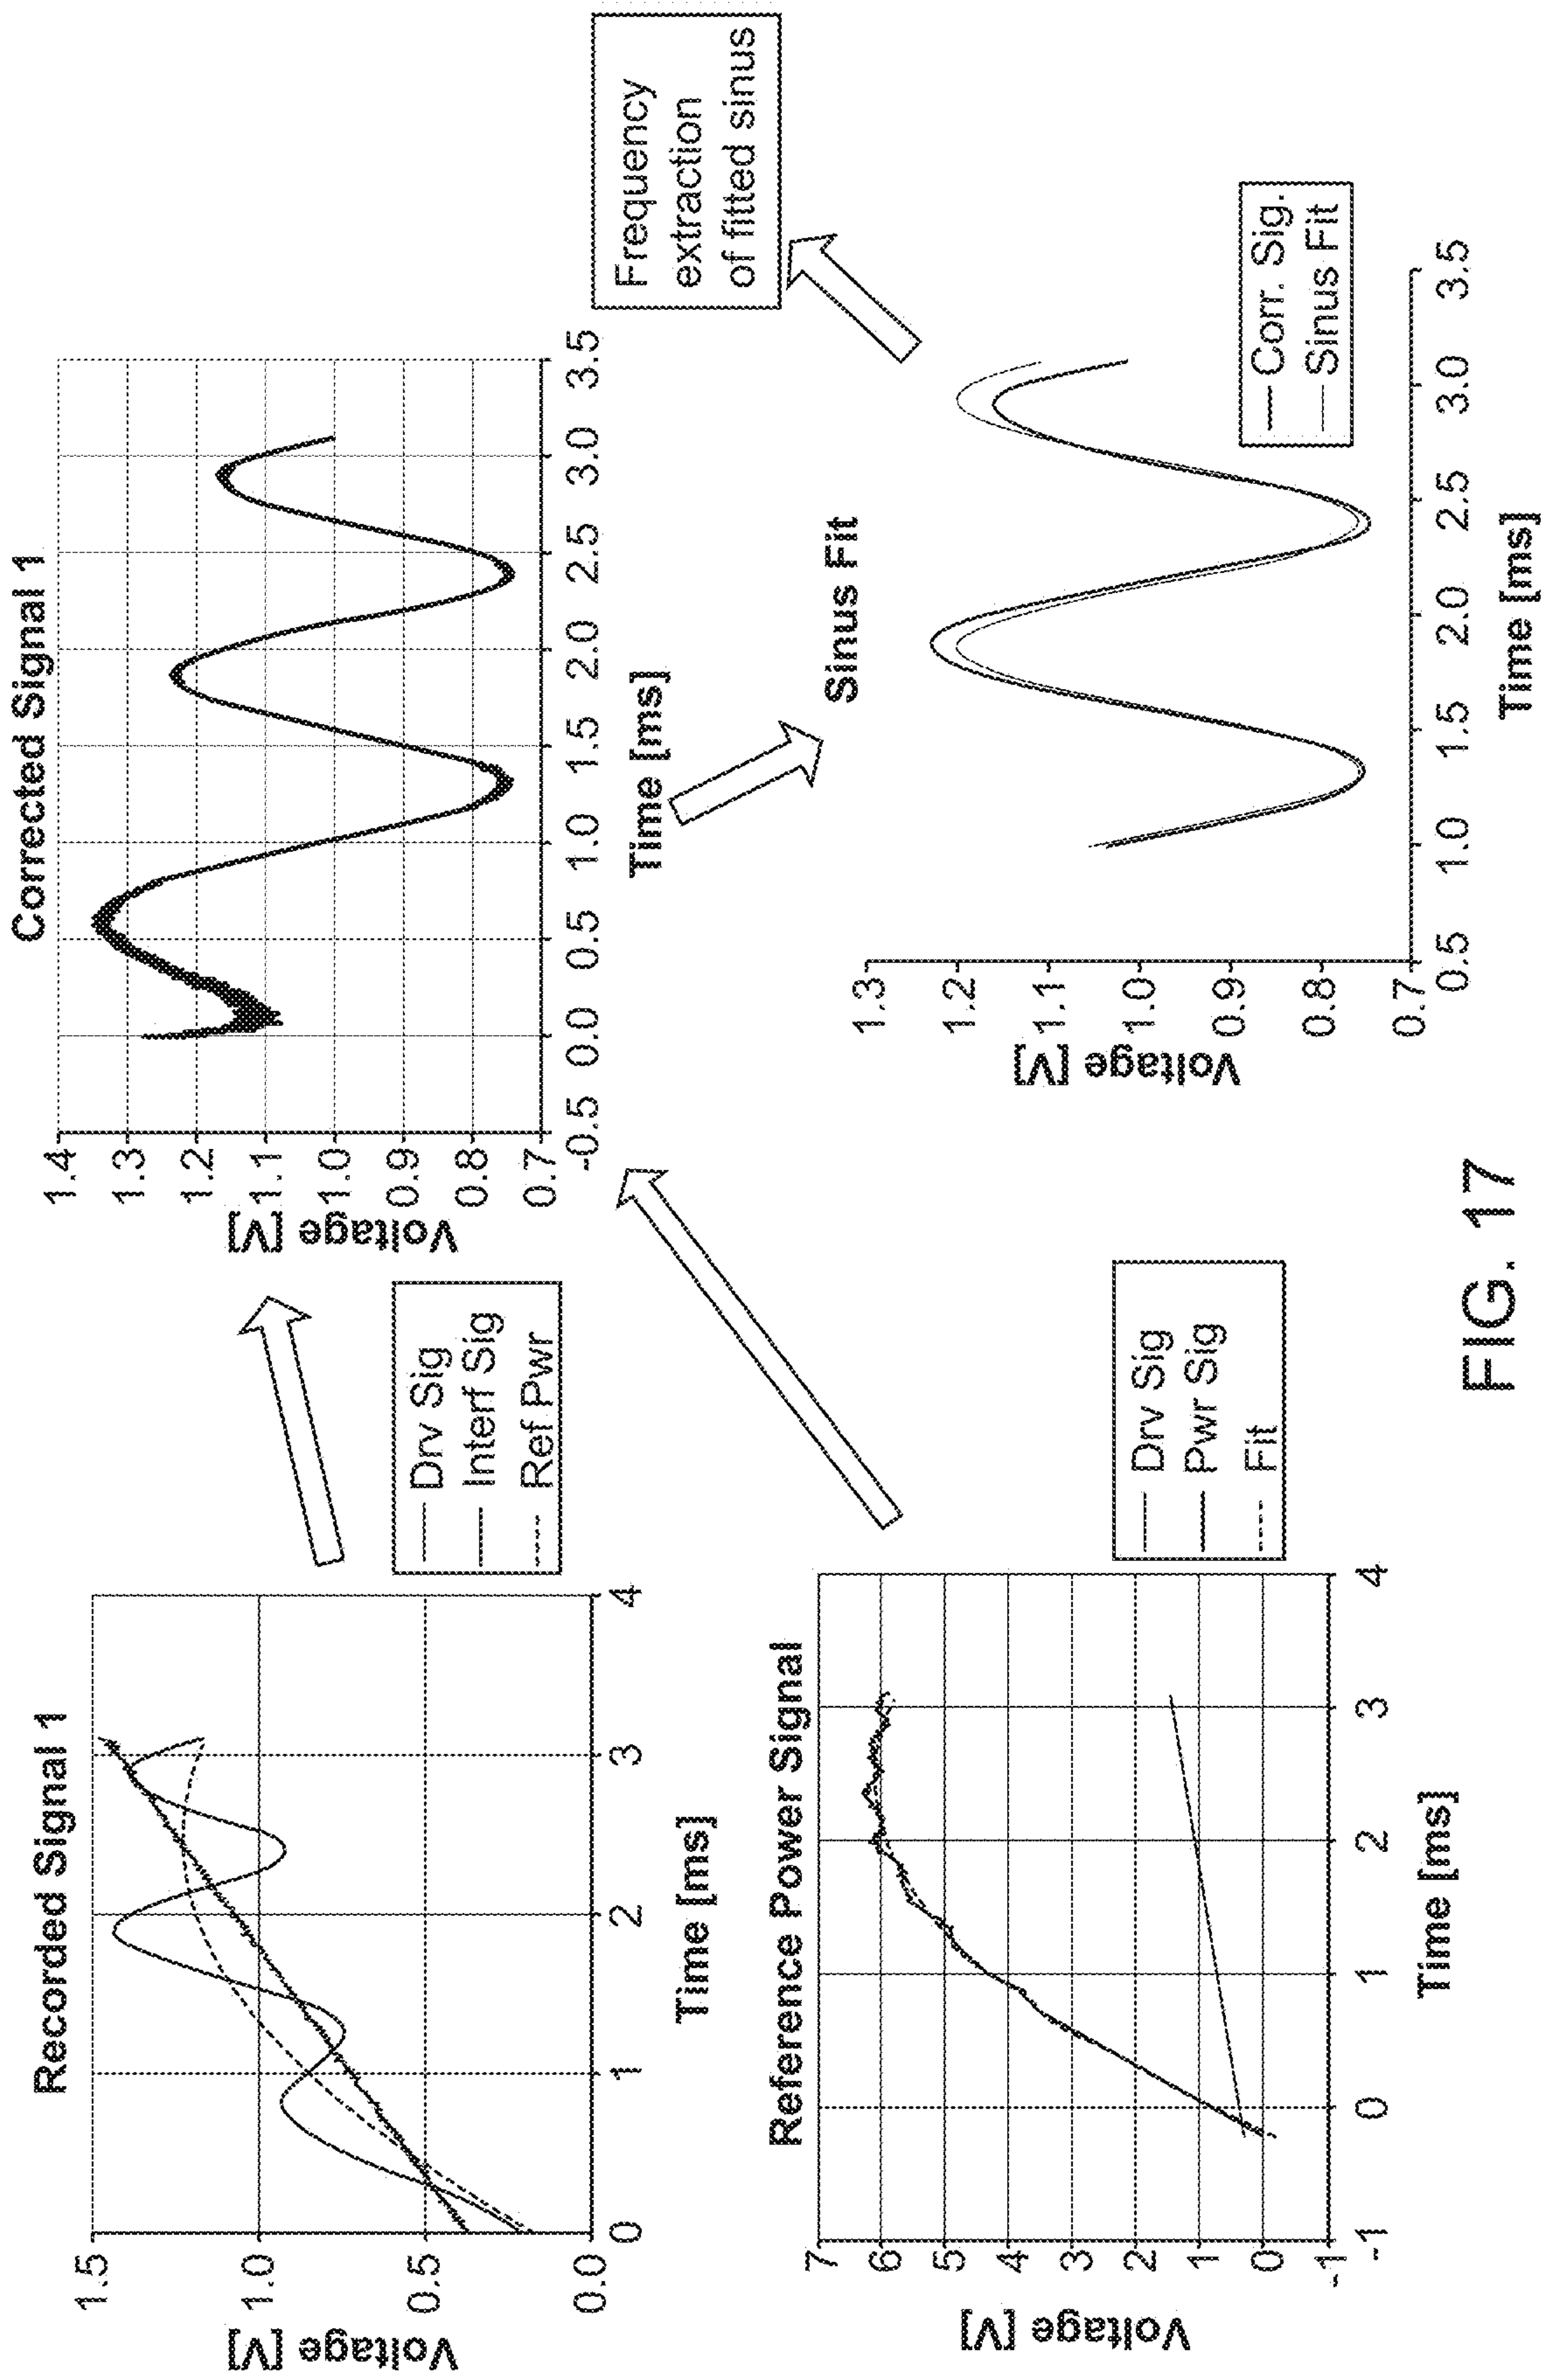 Recorded Signal 1
Voltage [V]
1.5
1.0
0.5
0.0
0
1
2
3
4
Time [ms]
Drv Sig
Interf Sig
Ref Pwr
Corrected Signal 1
Voltage [V]
1.4
1.3
1.2
1.1
1.0
0.9
0.8
0.7
-0.5
0.0
0.5
1.0
1.5
2.0
2.5
3.0
3.5
Time [ms]
Reference Power Signal
Voltage [V]
7
6
5
4
3
2
1
0
-1
-1
0
1
2
3
4
Time [ms]
Drv Sig
Pwr Sig
Fit
Sinus Fit
Voltage [V]
1.3
1.2
1.1
1.0
0.9
0.8
0.7
0.5
1.0
1.5
2.0
2.5
3.0
3.5
Time [ms]
Corr. Sig.
Sinus Fit
Frequency
extraction
of fitted sinus
FIG. 17